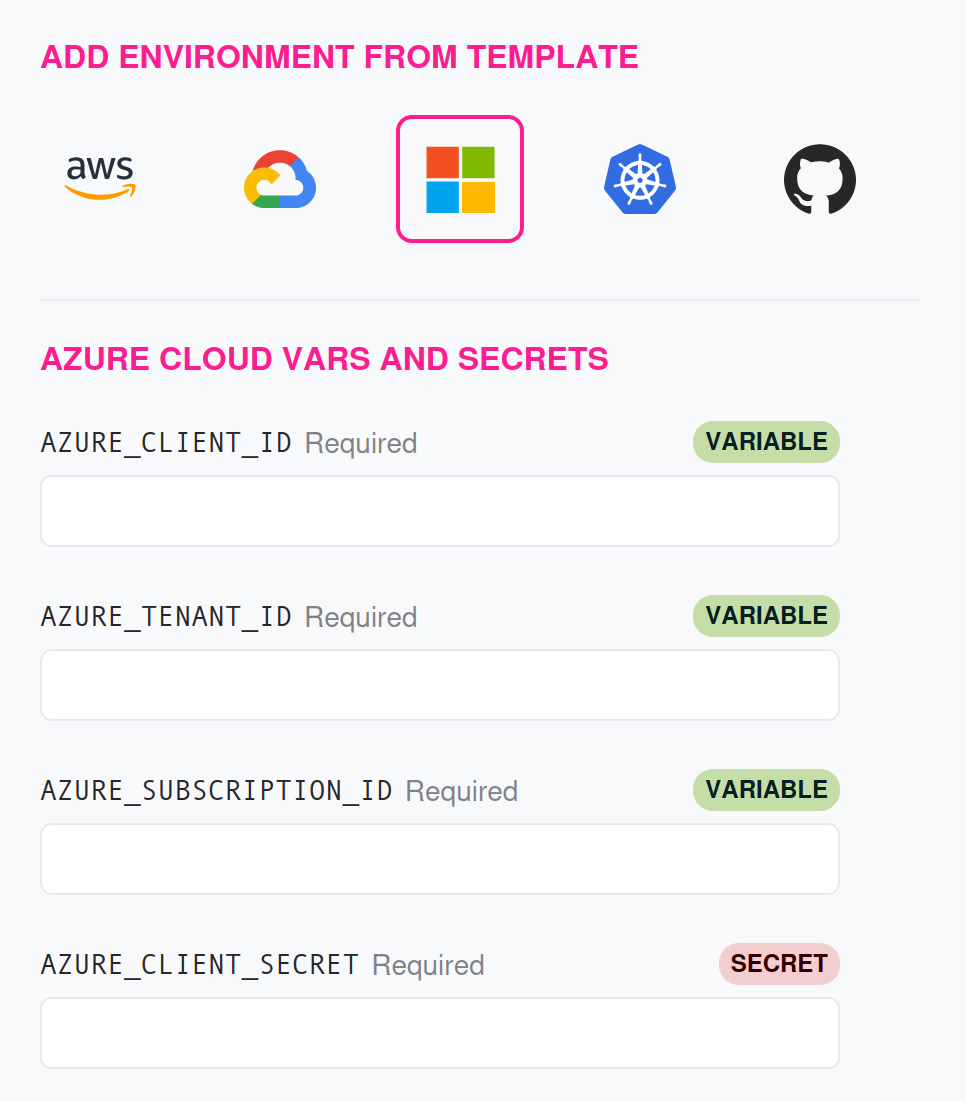 ADD ENVIRONMENT FROM TEMPLATE
aws
AZURE CLOUD VARS AND SECRETS
AZURE_CLIENT_ID Required VARIABLE
AZURE_TENANT_ID Required VARIABLE
AZURE_SUBSCRIPTION_ID Required VARIABLE
AZURE_CLIENT_SECRET Required SECRET